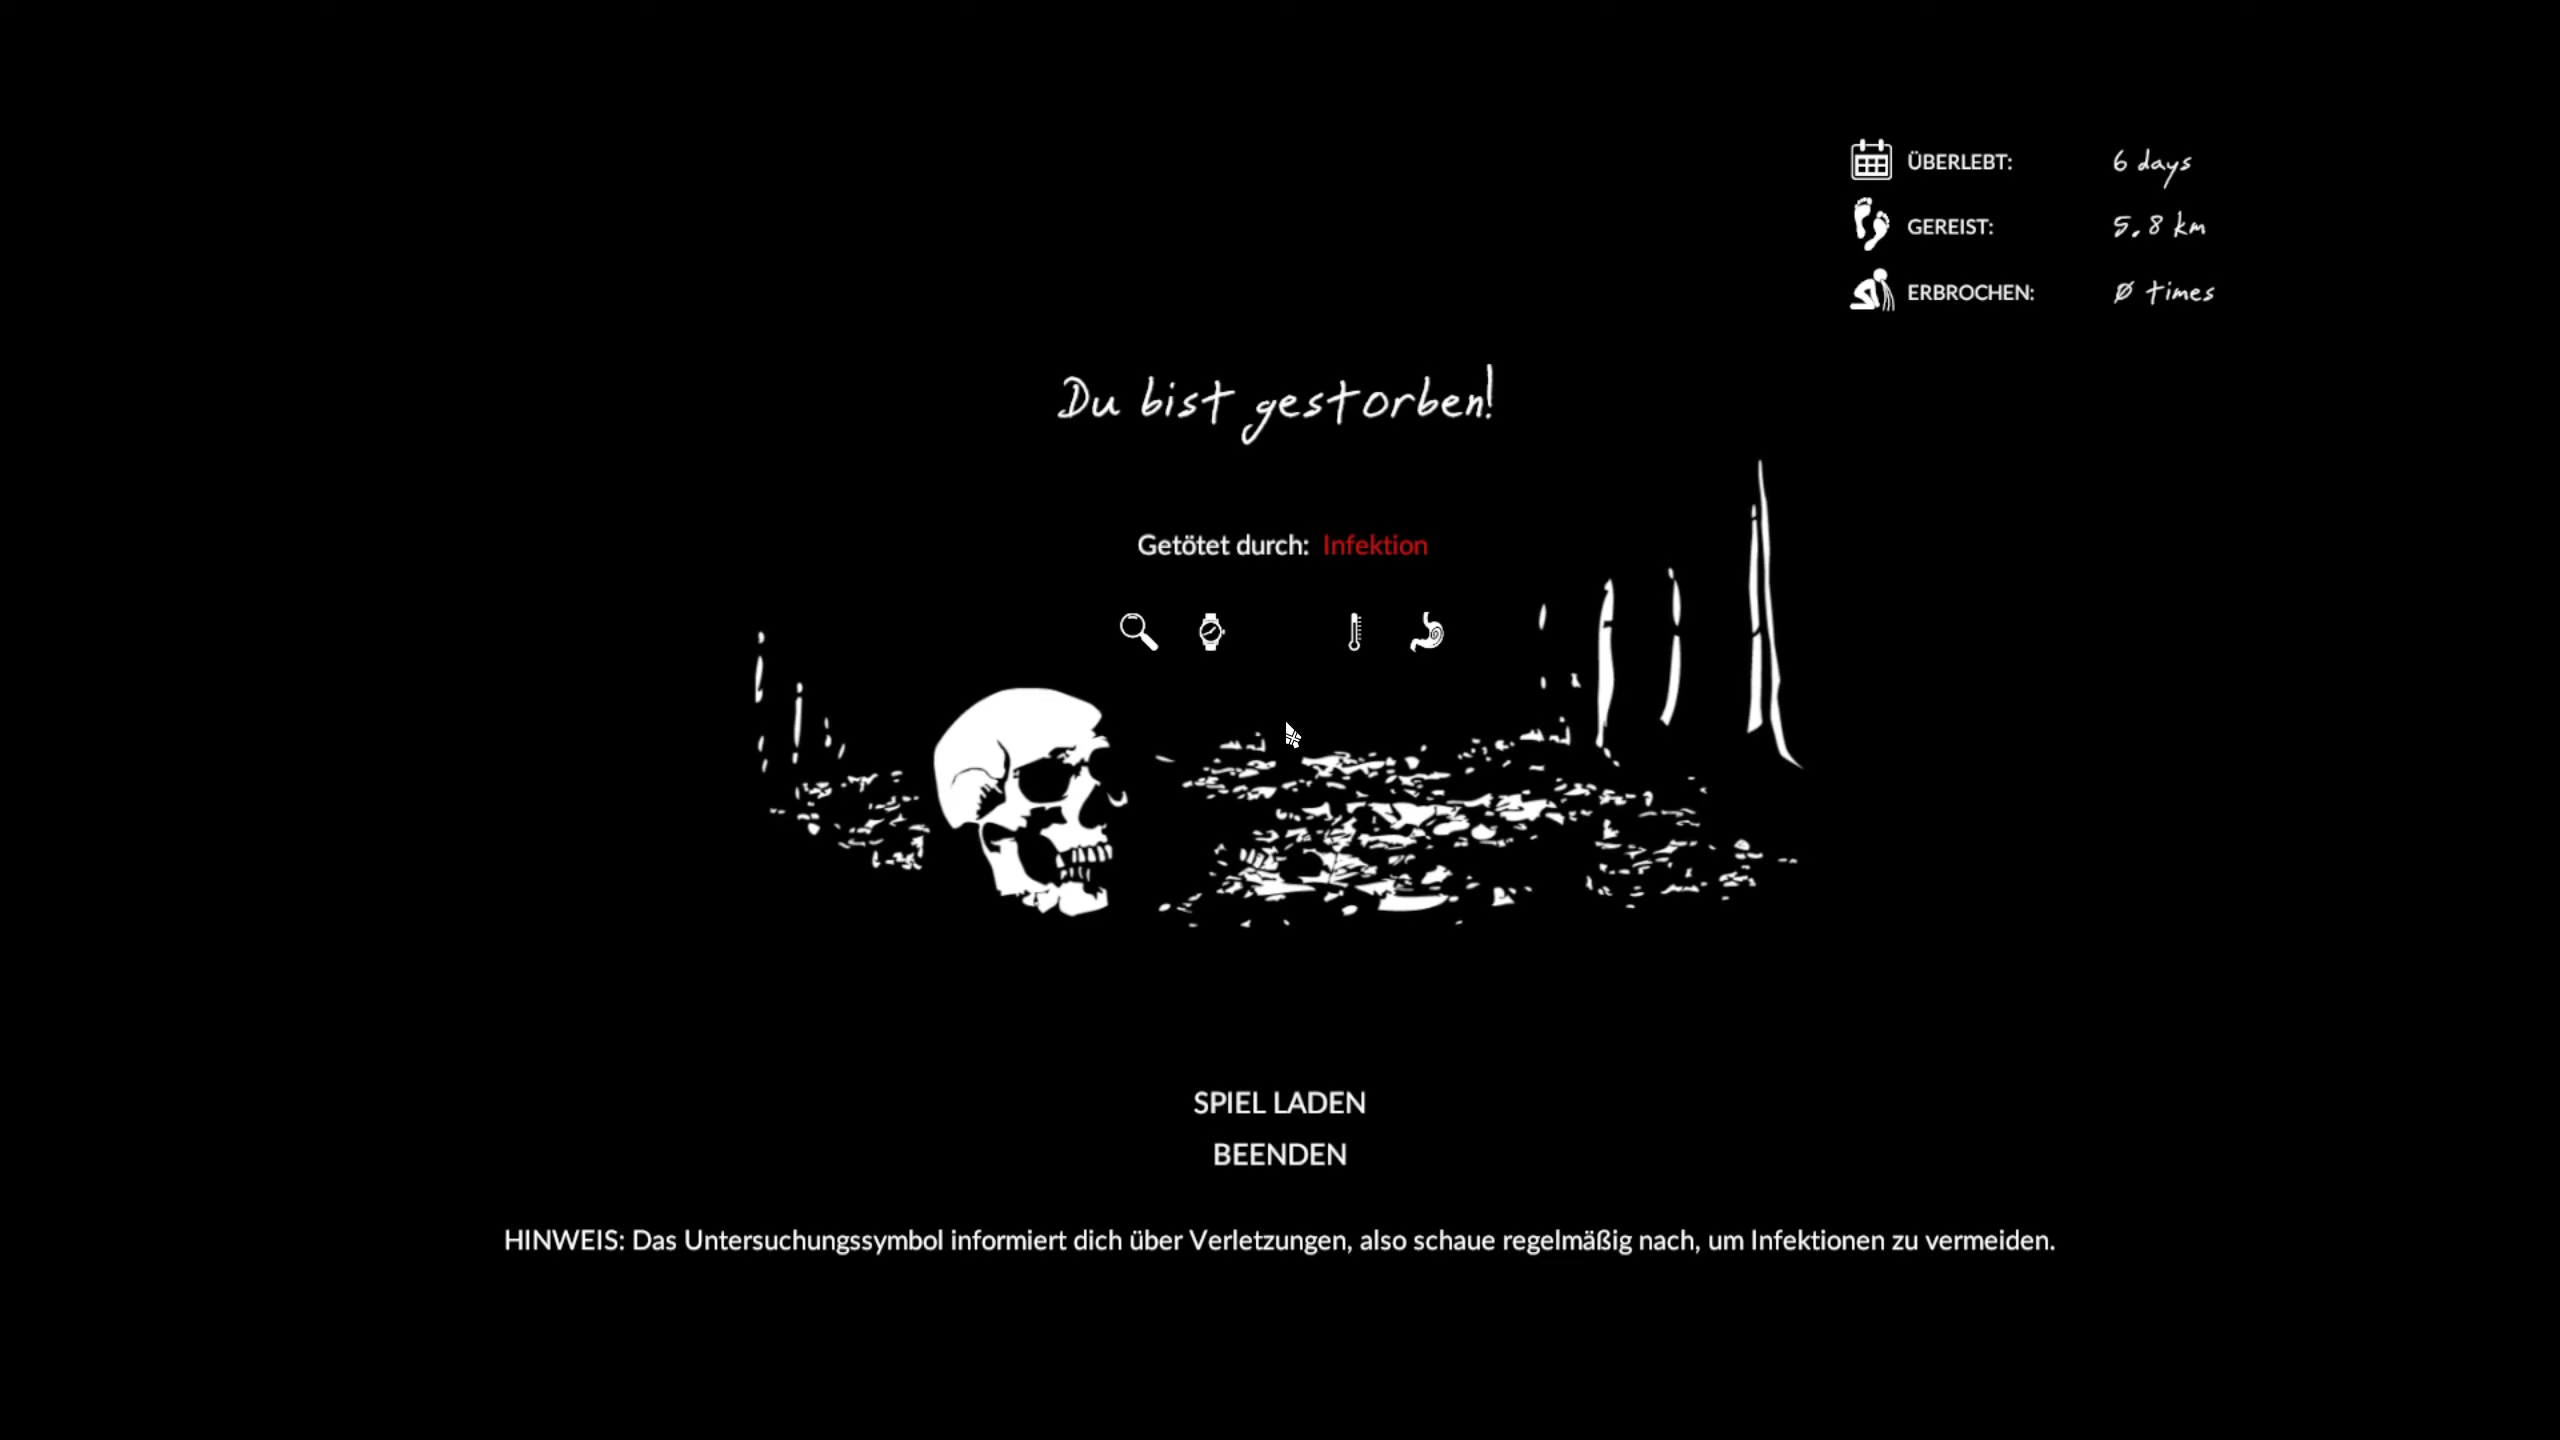 ÜBERLEBT: 6 days
GEREIST: 5.8 km
ERBROCHEN: 0 times
Du bist gestorben!
Getötet durch: Infektion
SPIEL LADEN
BEENDEN
HINWEIS: Das Untersuchungssymbol informiert dich über Verletzungen, also schaue regelmäßig nach, um Infektionen zu vermeiden.